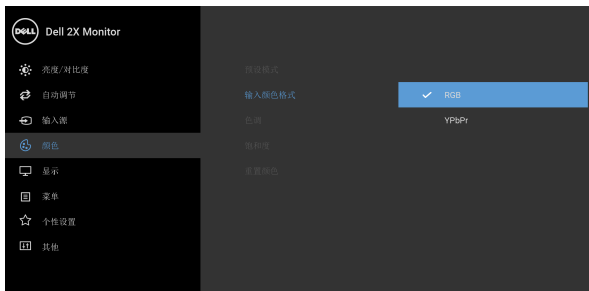 DELL Dell 2X Monitor
亮度/对比度
自动调节
输入源
颜色
显示
菜单
个性设置
其他
预设模式
输入颜色格式
色调
饱和度
重置颜色
RGB
YPbPr